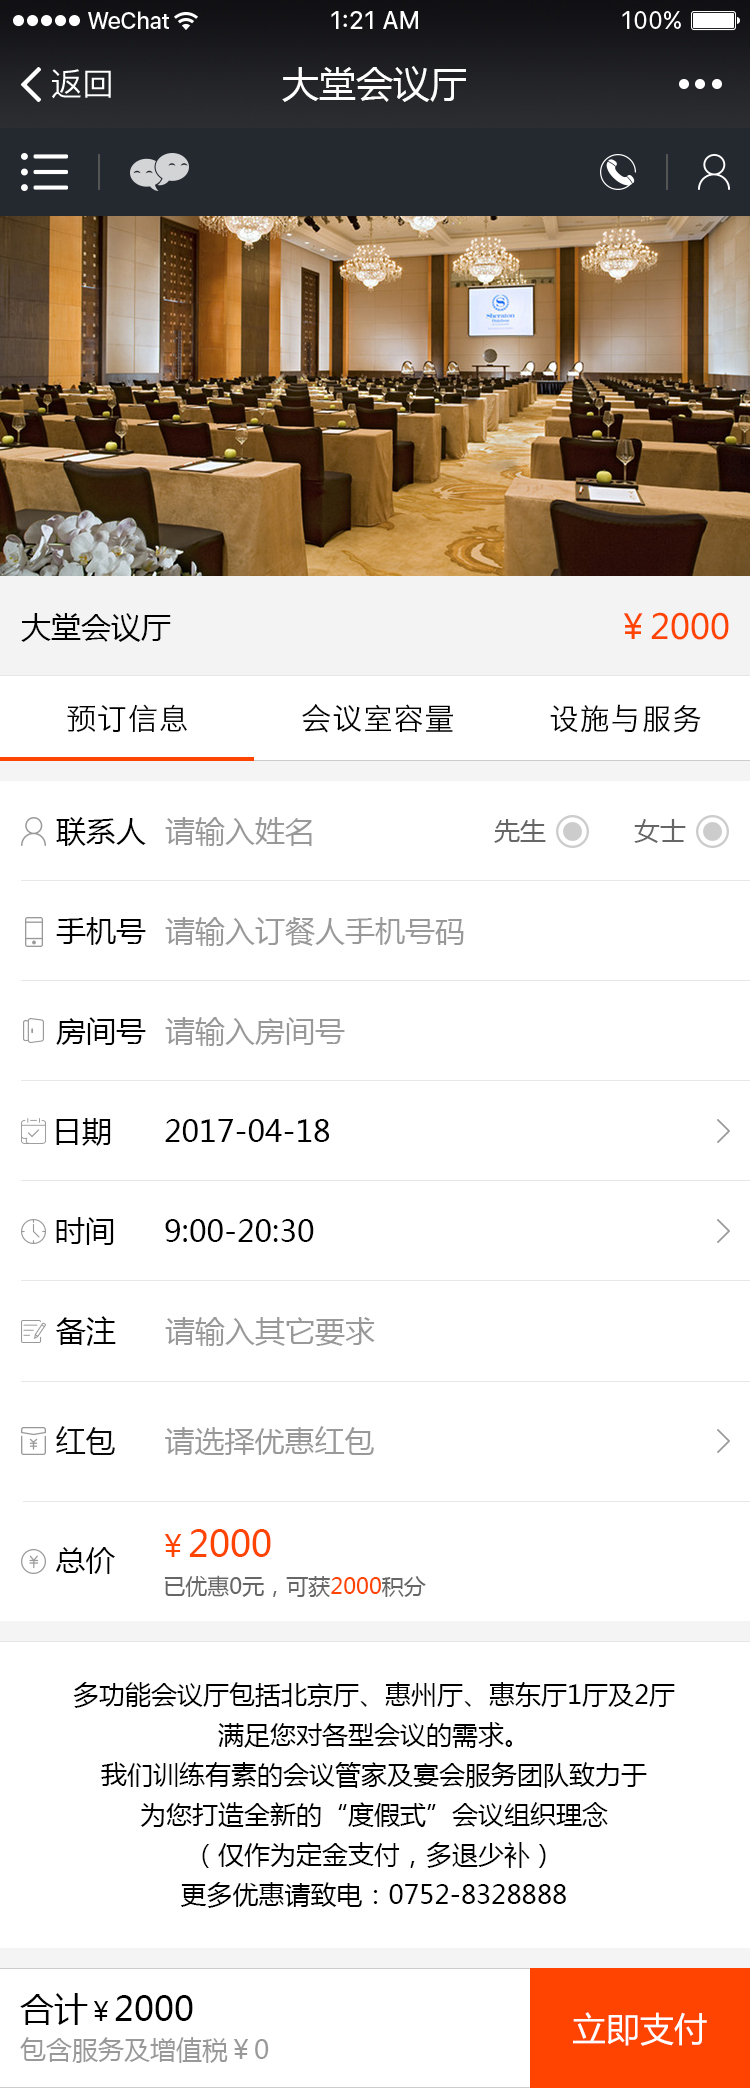 WeChat 1:21 AM 100%
返回 大堂会议厅
Sheraton
大堂会议厅 ¥2000
预订信息 会议室容量 设施与服务
联系人 请输入姓名 先生 女士
手机号 请输入订餐人手机号码
房间号 请输入房间号
日期 2017-04-18
时间 9:00-20:30
备注 请输入其它要求
红包 请选择优惠红包
总价 ¥2000
已优惠0元，可获2000积分
多功能会议厅包括北京厅、惠州厅、惠东厅1厅及2厅
满足您对各型会议的需求。
我们训练有素的会议管家及宴会服务团队致力于
为您打造全新的“度假式”会议组织理念
（仅作为定金支付，多退少补）
更多优惠请致电：0752-8328888
合计¥2000
包含服务及增值税¥0
立即支付